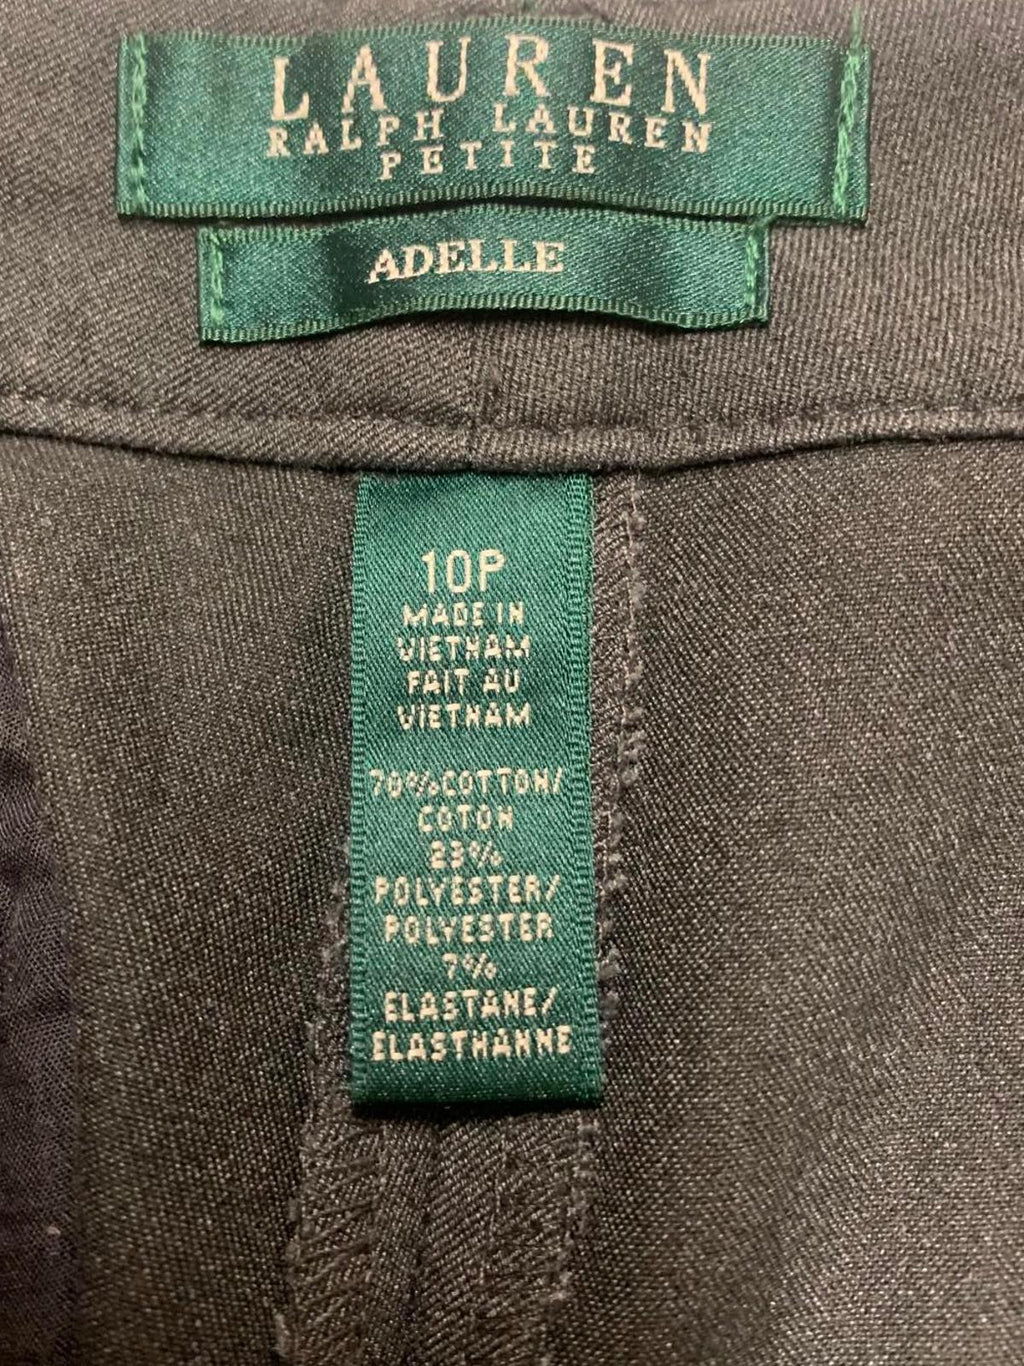 LAUREN
RALPH LAUREN
PETITE
ADELLE
10P
MADE IN
VIETNAM
FAIT AU
VIETNAM
70%COTTON/
COTON
23%
POLYESTER/
POLYESTER
7%
ELASTANE/
ELASTHANNE